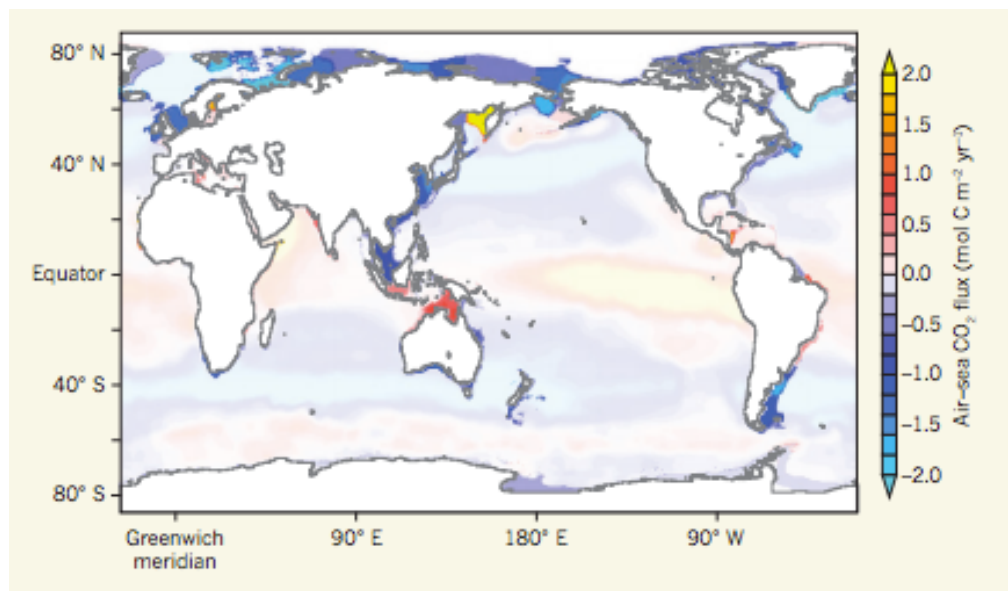 80° N
40° N
Equator
40° S
80° S
Greenwich
meridian
90° E
180° E
90° W
2.0
1.5
1.0
0.5
0.0
–0.5
–1.0
–1.5
–2.0
Air–sea CO₂ flux (mol C m⁻² yr⁻¹)